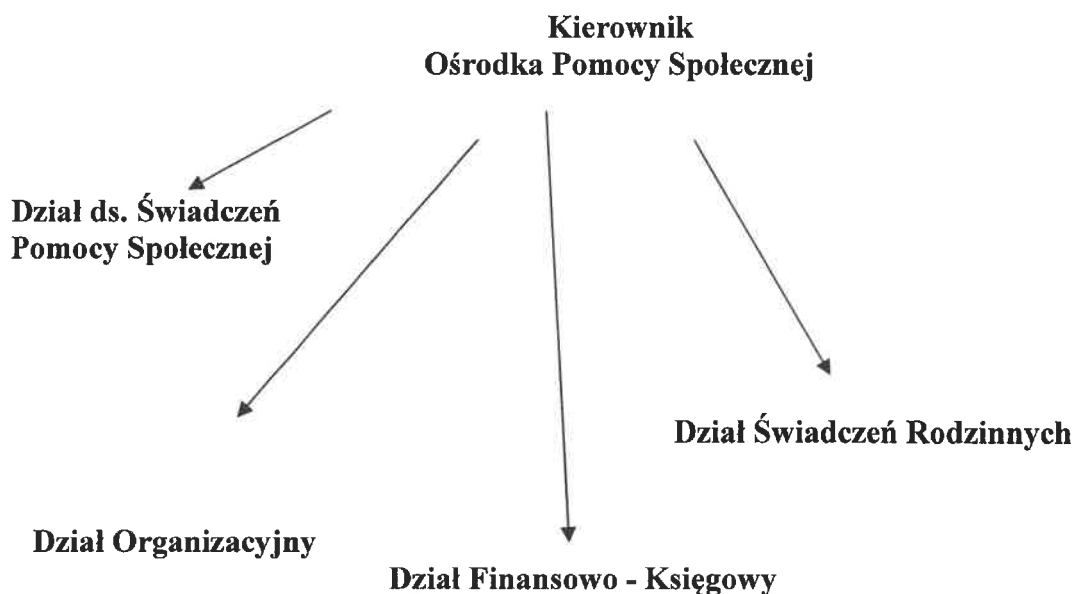 Kierownik
Ośrodka Pomocy Społecznej
Dział ds. Świadczeń
Pomocy Społecznej
Dział Świadczeń Rodzinnych
Dział Organizacyjny
Dział Finansowo - Księgowy